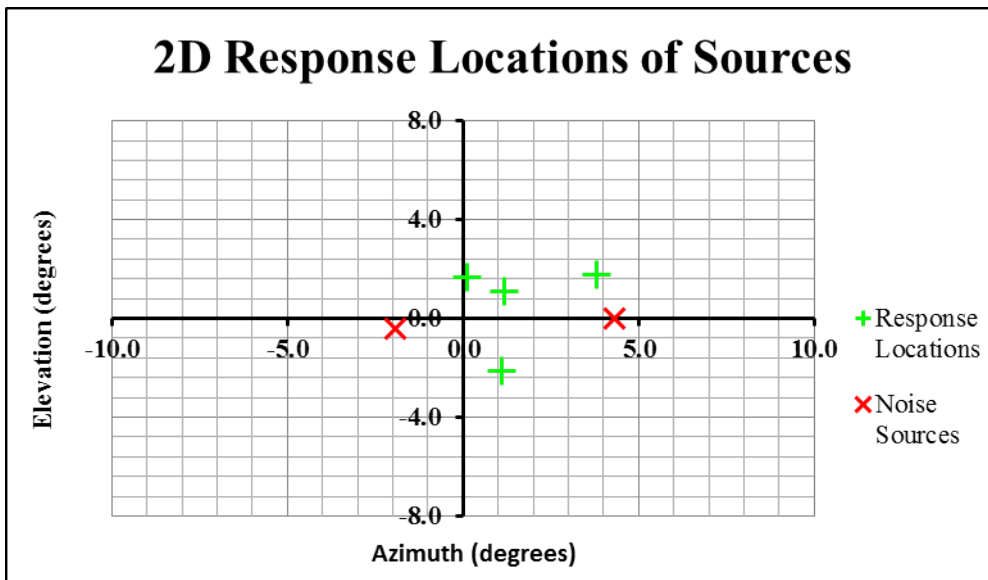 2D Response Locations of Sources
8.0
4.0
0.0
-10.0 -5.0 0.0 5.0 10.0
-4.0
-8.0
Elevation (degrees)
Azimuth (degrees)
Response
Locations
Noise
Sources